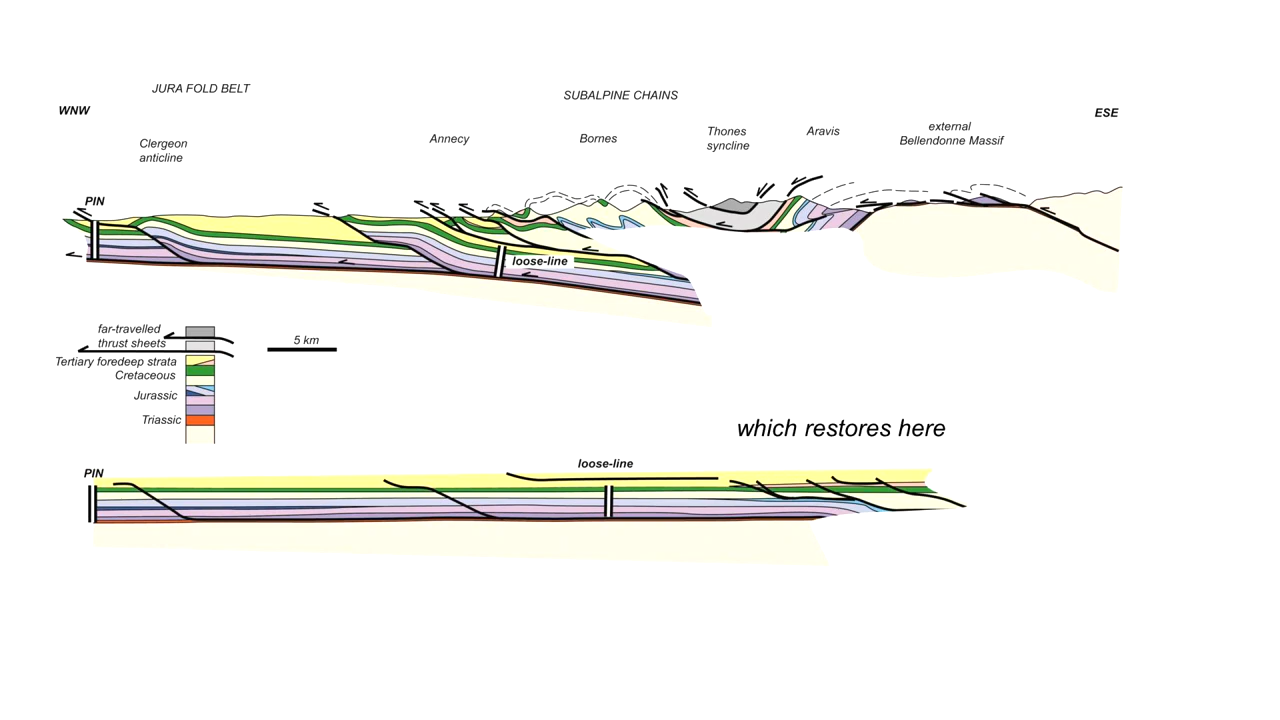 JURA FOLD BELT
SUBALPINE CHAINS
WNW
ESE
Clergeon
anticline
Annecy
Bornes
Thones
syncline
Aravis
external
Bellendonne Massif
PIN
loose-line
far-travelled
thrust sheets
Tertiary foredeep strata
Cretaceous
Jurassic
Triassic
5 km
which restores here
PIN
loose-line